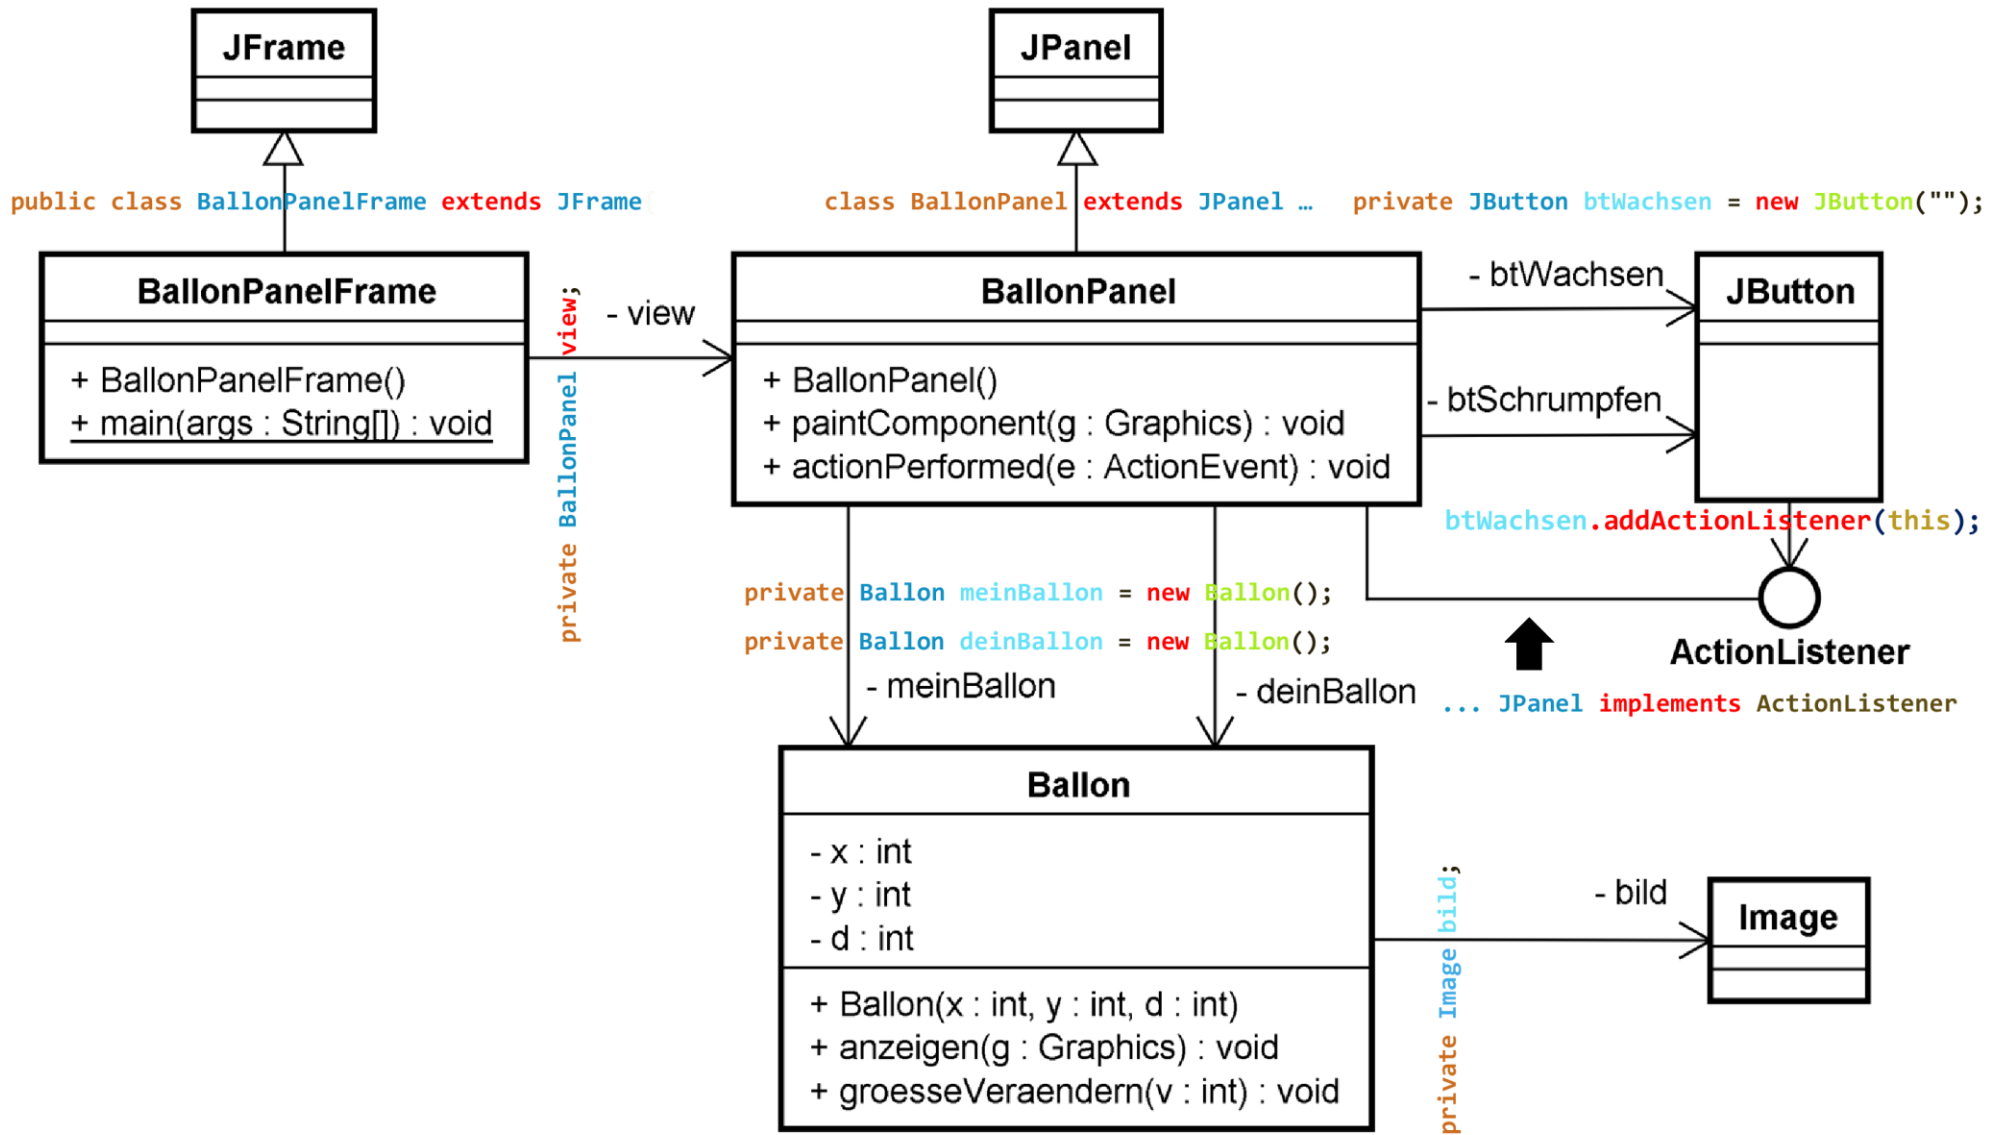 JFrame
JPanel
public class BallonPanelFrame extends JFrame
class BallonPanel extends JPanel …
private JButton btWachsen = new JButton("");
BallonPanelFrame
+ BallonPanelFrame()
+ main(args : String[]) : void
private BallonPanel view;
- view
BallonPanel
+ BallonPanel()
+ paintComponent(g : Graphics) : void
+ actionPerformed(e : ActionEvent) : void
- btWachsen
- btSchrumpfen
JButton
btWachsen.addActionListener(this);
private Ballon meinBallon = new Ballon();
private Ballon deinBallon = new Ballon();
- meinBallon
- deinBallon
ActionListener
... JPanel implements ActionListener
Ballon
- x : int
- y : int
- d : int
+ Ballon(x : int, y : int, d : int)
+ anzeigen(g : Graphics) : void
+ groesseVeraendern(v : int) : void
private Image bild;
- bild
Image